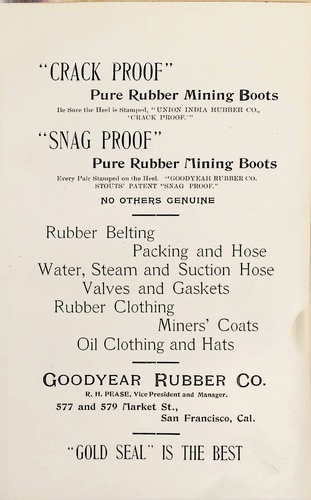 "CRACK PROOF"
Pure Rubber Mining Boots
Be Sure the Heel is Stamped, "UNION INDIA RUBBER CO.,
'CRACK PROOF.'"
"SNAG PROOF"
Pure Rubber Mining Boots
Every Pair Stamped on the Heel. "GOODYEAR RUBBER CO.
STOUTS' PATENT "SNAG PROOF."
NO OTHERS GENUINE
Rubber Belting
Packing and Hose
Water, Steam and Suction Hose
Valves and Gaskets
Rubber Clothing
Miners' Coats
Oil Clothing and Hats
GOODYEAR RUBBER CO.
R. H. PEASE, Vice President and Manager.
577 and 579 Market St.,
San Francisco, Cal.
"GOLD SEAL" IS THE BEST